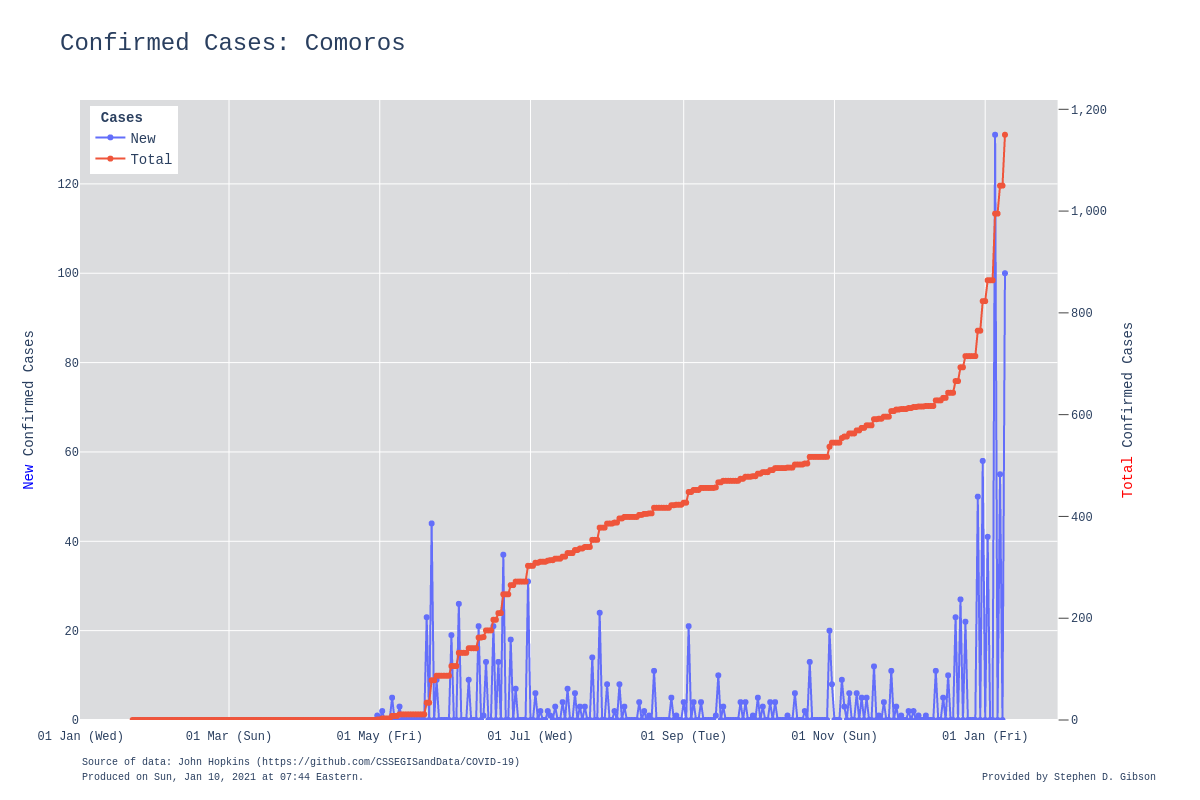 Confirmed Cases: Comoros
Cases
New
Total
120
100
80
60
40
20
0
New Confirmed Cases
1,200
1,000
800
600
400
200
0
Total Confirmed Cases
01 Jan (Wed)
01 Mar (Sun)
01 May (Fri)
01 Jul (Wed)
01 Sep (Tue)
01 Nov (Sun)
01 Jan (Fri)
Source of data: John Hopkins (https://github.com/CSSEGISandData/COVID-19)
Produced on Sun, Jan 10, 2021 at 07:44 Eastern.
Provided by Stephen D. Gibson